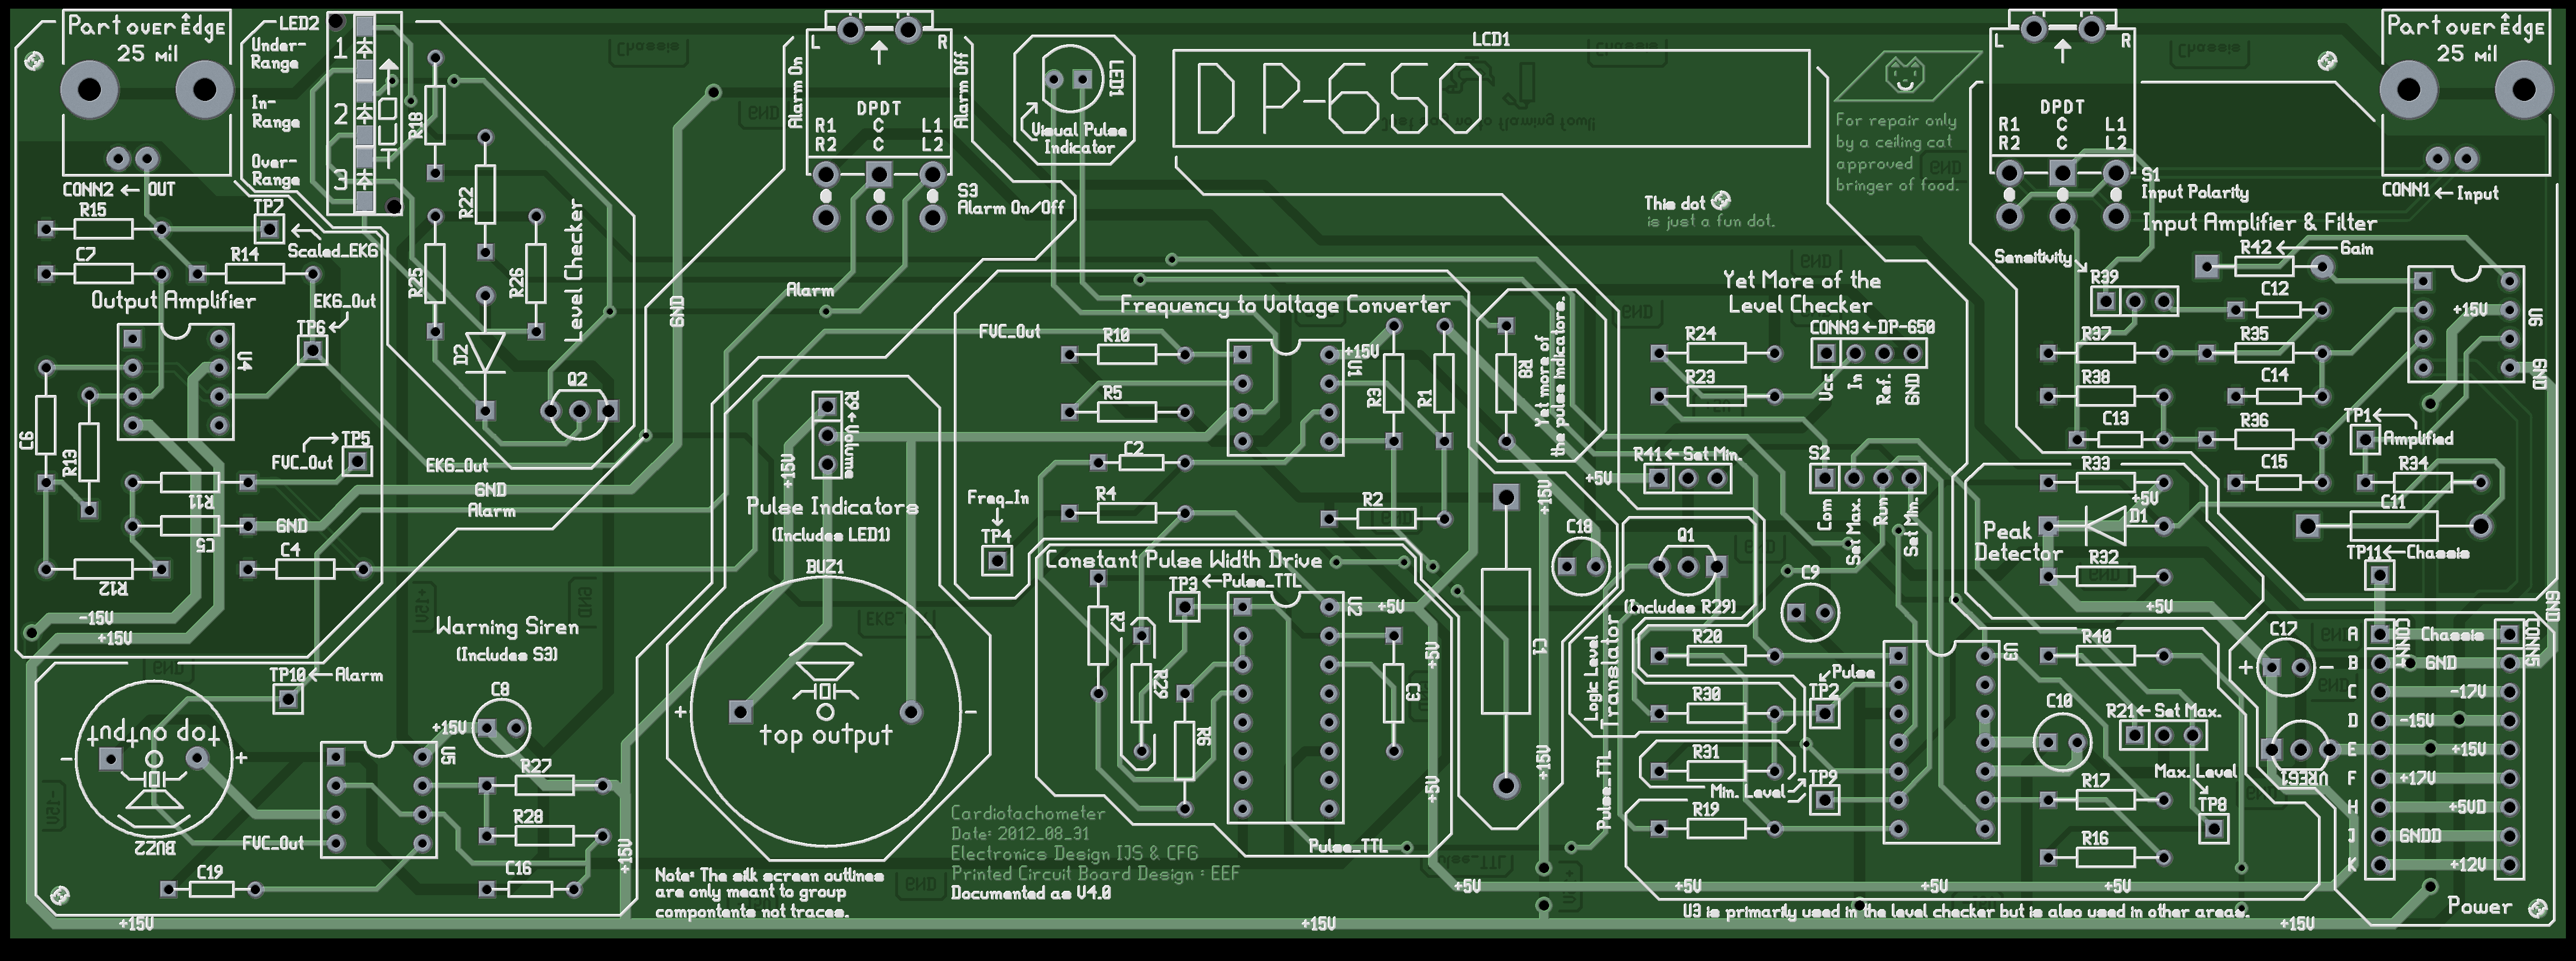 Part over Edge
25 mil
CONN2 ← OUT
LED2
Under-
Range
In-
Range
Over-
Range
1
2
3
OUT
R15
C7
TP7
Scaled_EKG
R14
Output Amplifier
EKG_Out
TP6
U4
C6
R13
TP5
FVC_Out
R11
C5
GND
C4
R12
-15V
+15V
R18
R22
R25
R26
Level Checker
D2
Q2
EKG_Out
GND
Alarm
GND
L
R
Alarm On
Alarm Off
DPDT
R1 C L1
R2 C L2
S3
Alarm On/Off
Alarm
LED1
Visual Pulse
Indicator
LCD1
DP-650
For repair only
by a ceiling cat
approved
bringer of food.
This dot
is just a fun dot.
L
R
DPDT
R1 C L1
R2 C L2
S1
Input Polarity
Part over Edge
25 mil
CONN1 ← Input
Input Amplifier & Filter
Sensitivity
R39
R42 ← Gain
C12
R37
R35
R38
C14
C13
R36
C15
+15V
U6
GND
TP1
Amplified
R34
C11
TP11 ← Chassis
Frequency to Voltage Converter
FVC_Out
R10
R5
C2
R4
+15V
U1
R3
R1
R2
Freq_In
TP4
R8
Yet more of
the pulse indicators.
Yet More of the
Level Checker
R24
R23
CONN3 ← DP-650
Vcc
In
Ref.
GND
R41 ← Set Min.
+5V
S2
Com
Set Max.
Run
Set Min.
R33
+5V
D1
Peak
Detector
R32
+5V
R9 ← Volume
+15V
Pulse Indicators
(Includes LED1)
BUZ1
+
-
top output
Constant Pulse Width Drive
TP3 ← Pulse_TTL
R7
R29
R6
U2
+5V
C3
+5V
+5V
Pulse_TTL
C1
+15V
+15V
C18
Q1
(Includes R29)
Logic Level
Translator
Pulse_TTL
R20
R30
R31
R19
Min. Level
Pulse
TP2
TP9
C9
U3
R40
C10
R21 ← Set Max.
R17
R16
Max. Level
TP8
C17
+
-
VREG1
CONN4
CONN5
A Chassis
B GND
C -17V
D -15V
E +15V
F +17V
H +5VD
J GNDD
K +12V
GND
Power
Warning Siren
(Includes S3)
TP10 ← Alarm
top output
-
+
BUZ2
C19
FVC_Out
U5
+15V
C8
R27
R28
C16
+15V
Note: The silk screen outlines
are only meant to group
compontents not traces.
Cardiotachometer
Date: 2012_08_31
Electronics Design IJS & CFG
Printed Circuit Board Design : EEF
Documented as V4.0
+5V
+5V
+5V
+5V
U3 is primarily used in the level checker but is also used in other areas.
+15V
+15V
+15V